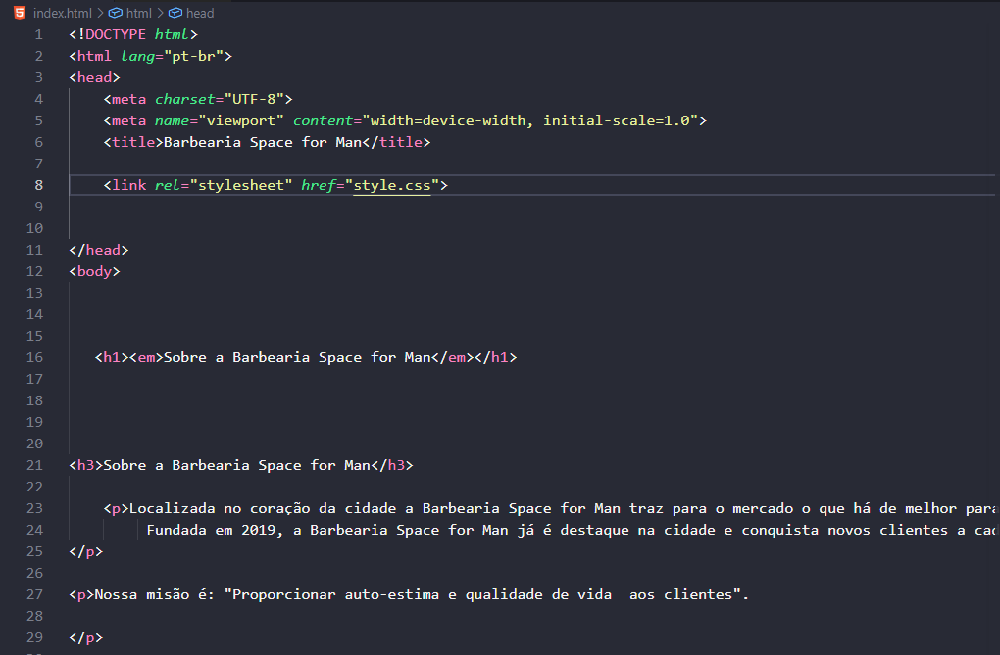 index.html > html > head
1 <!DOCTYPE html>
2 <html lang="pt-br">
3 <head>
4 <meta charset="UTF-8">
5 <meta name="viewport" content="width=device-width, initial-scale=1.0">
6 <title>Barbearia Space for Man</title>
7
8 <link rel="stylesheet" href="style.css">
9
10
11 </head>
12 <body>
13
14
15
16 <h1><em>Sobre a Barbearia Space for Man</em></h1>
17
18
19
20
21 <h3>Sobre a Barbearia Space for Man</h3>
22
23 <p>Localizada no coração da cidade a Barbearia Space for Man traz para o mercado o que há de melhor para
24 Fundada em 2019, a Barbearia Space for Man já é destaque na cidade e conquista novos clientes a
25 </p>
26
27 <p>Nossa misão é: "Proporcionar auto-estima e qualidade de vida  aos clientes".
28
29 </p>